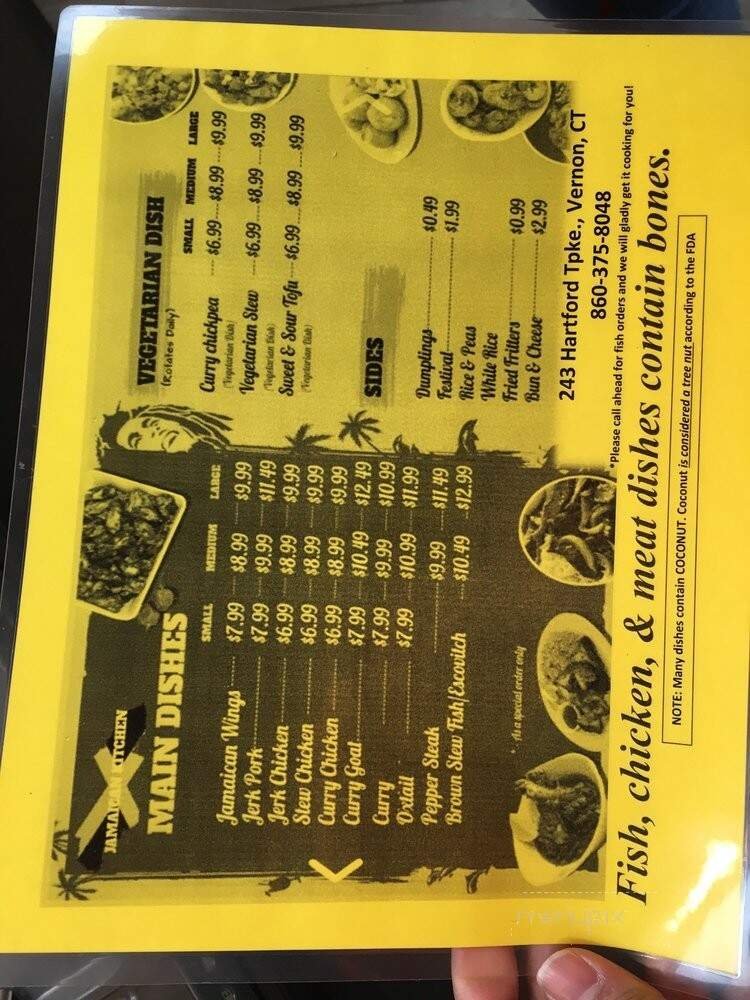 JAMAICAN KITCHEN
MAIN DISHES
SMALL MEDIUM LARGE
Jamaican Wings $7.99 $8.99 $9.99
Jerk Pork $7.99 $9.99 $11.49
Jerk Chicken $6.99 $8.99 $9.99
Stew Chicken $6.99 $8.99 $9.99
Curry Chicken $6.99 $8.99 $9.99
Curry Goat $7.99 $10.49 $12.49
Curry $7.99 $9.99 $10.99
Oxtail $7.99 $10.99 $11.99
Pepper Steak $9.99 $11.49
Brown Stew Fish/Escovitch $10.49 $12.99
* As a special order only
VEGETARIAN DISH
(Rotates Daily)
SMALL MEDIUM LARGE
Curry chickpea $6.99 $8.99 $9.99
(Vegetarian Dish)
Vegetarian Stew $6.99 $8.99 $9.99
(Vegetarian Dish)
Sweet & Sour Tofu $6.99 $8.99 $9.99
(Vegetarian Dish)
SIDES
Dumplings $0.49
Festival $1.99
Rice & Peas
White Rice
Fried Fritters $0.99
Bun & Cheese $2.99
243 Hartford Tpke., Vernon, CT
860-375-8048
*Please call ahead for fish orders and we will gladly get it cooking for you!
Fish, chicken, & meat dishes contain bones.
NOTE: Many dishes contain COCONUT. Coconut is considered a tree nut according to the FDA
menupix